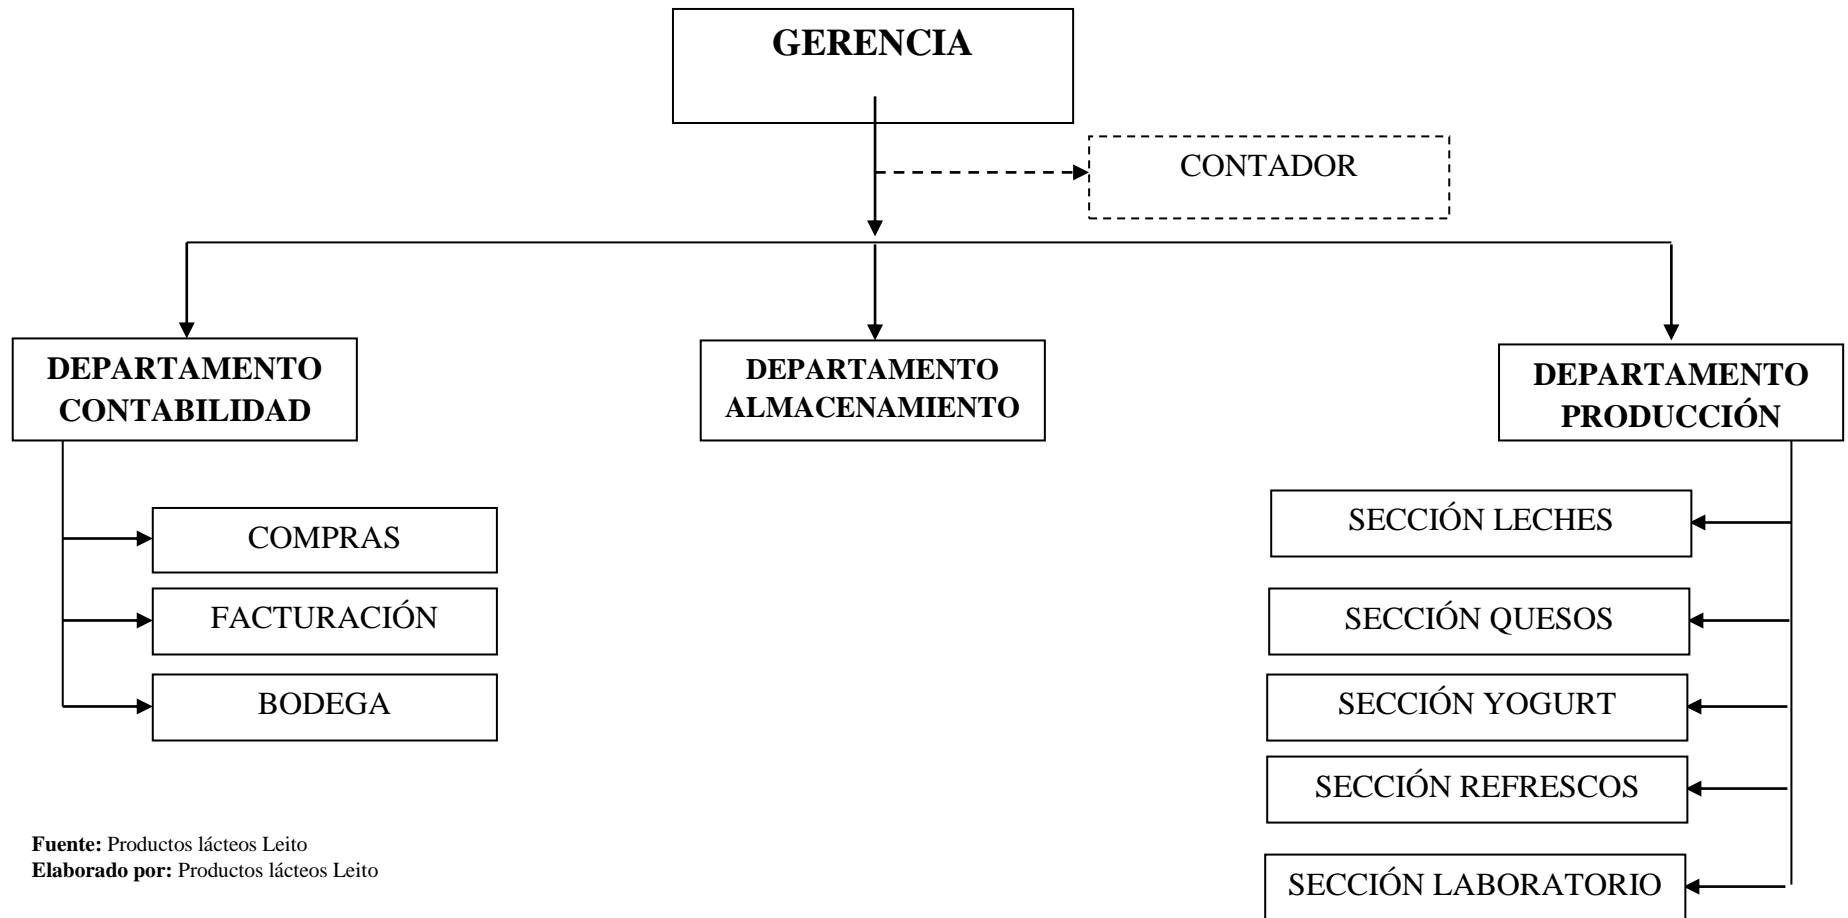 GERENCIA
CONTADOR
DEPARTAMENTO
CONTABILIDAD
DEPARTAMENTO
ALMACENAMIENTO
DEPARTAMENTO
PRODUCCIÓN
COMPRAS
FACTURACIÓN
BODEGA
SECCIÓN LECHES
SECCIÓN QUESOS
SECCIÓN YOGURT
SECCIÓN REFRESCOS
SECCIÓN LABORATORIO
Fuente: Productos lácteos Leito
Elaborado por: Productos lácteos Leito